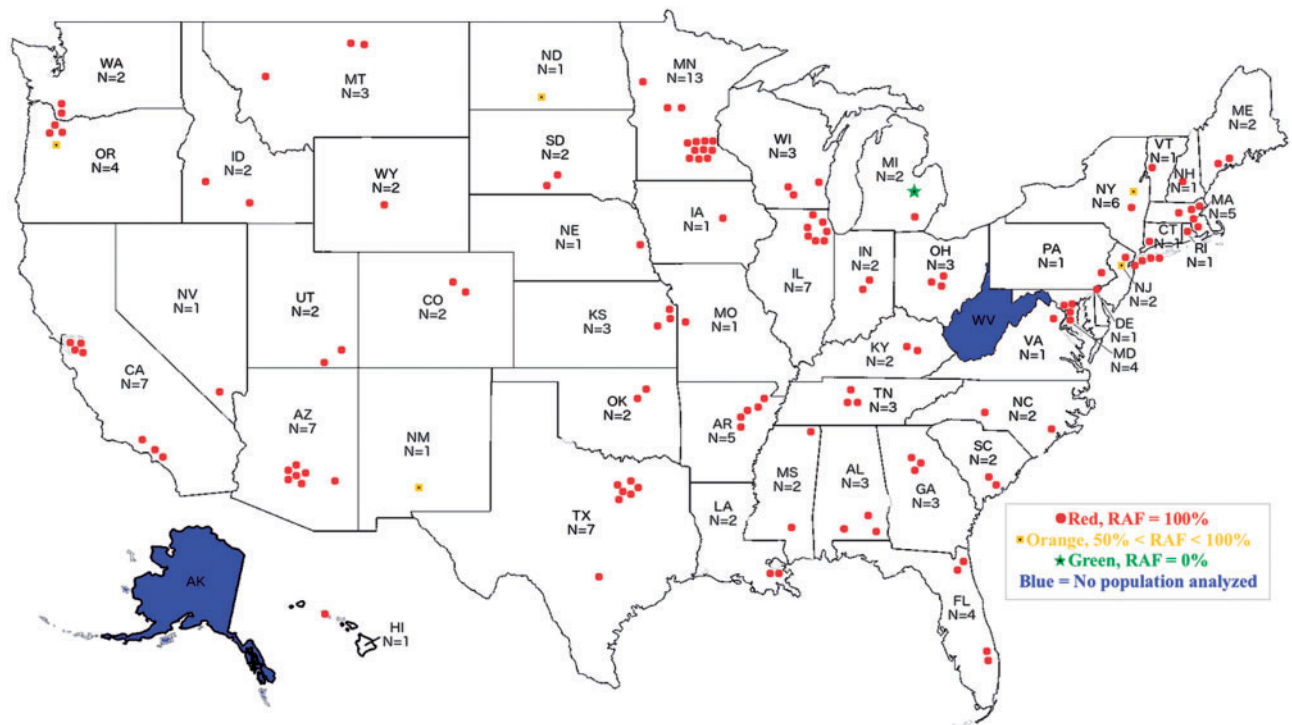 WA
N=2
MT
N=3
ND
N=1
MN
N=13
ME
N=2
OR
N=4
ID
N=2
WY
N=2
SD
N=2
WI
N=3
MI
N=2
VT
N=1
NH
N=1
NY
N=6
MA
N=5
NE
N=1
IA
N=1
PA
N=1
CT
N=1
RI
N=1
NV
N=1
UT
N=2
CO
N=2
KS
N=3
MO
N=1
IL
N=7
IN
N=2
OH
N=3
NJ
N=2
WV
DE
N=1
CA
N=7
KY
N=2
VA
N=1
MD
N=4
AZ
N=7
NM
N=1
OK
N=2
AR
N=5
TN
N=3
NC
N=2
SC
N=2
TX
N=7
LA
N=2
MS
N=2
AL
N=3
GA
N=3
FL
N=4
AK
HI
N=1
Red, RAF = 100%
Orange, 50% < RAF < 100%
Green, RAF = 0%
Blue = No population analyzed